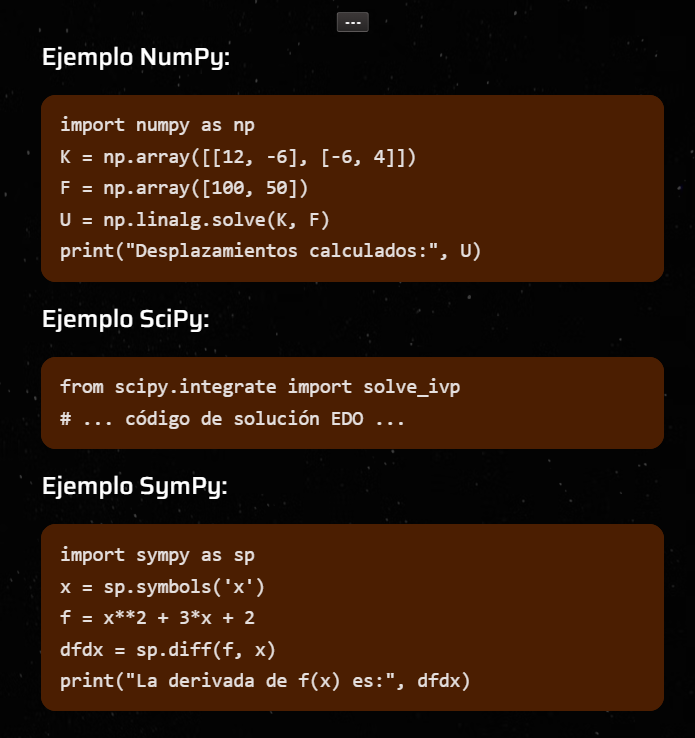 ---
Ejemplo NumPy:
import numpy as np
K = np.array([[12, -6], [-6, 4]])
F = np.array([100, 50])
U = np.linalg.solve(K, F)
print("Desplazamientos calculados:", U)
Ejemplo SciPy:
from scipy.integrate import solve_ivp
# ... código de solución EDO ...
Ejemplo SymPy:
import sympy as sp
x = sp.symbols('x')
f = x**2 + 3*x + 2
dfdx = sp.diff(f, x)
print("La derivada de f(x) es:", dfdx)